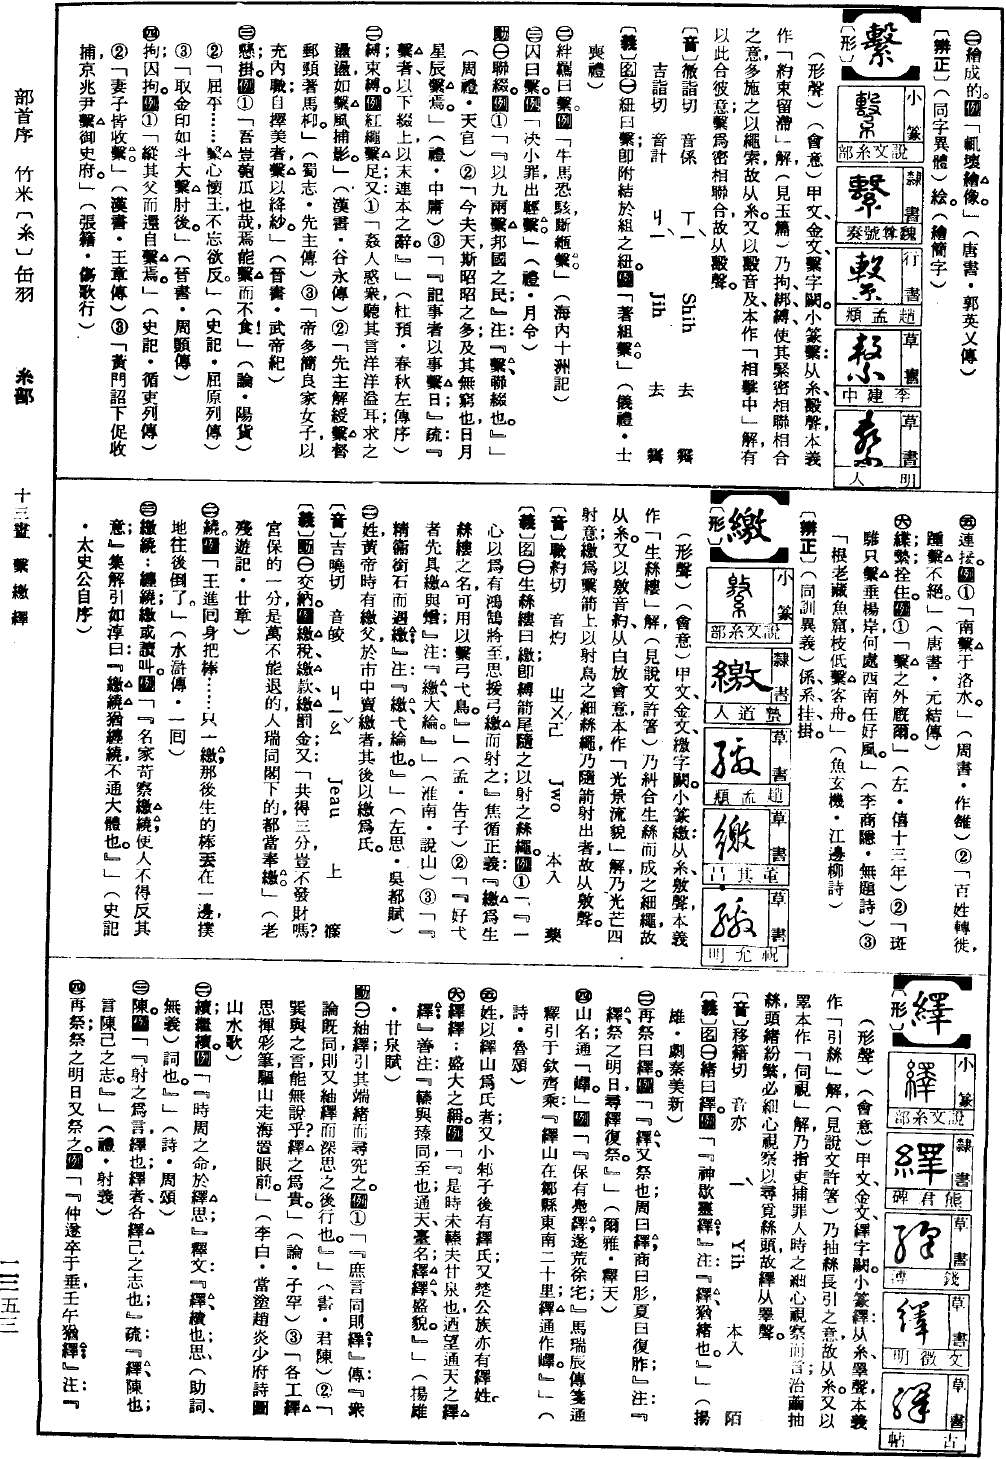 ㊁繪成的。例「乹壞繪像。」(唐書·郭英乂傳)
〔辨正〕(同字異體)絵(繪簡字)
繫
〔形〕
小篆 說文糸部
隸書 魏尊號奏
行書 趙孟頫
草書 李建中
草書 明人
(形聲)(會意)甲文、金文繫字闕。小篆繫:从糸、毄聲,本義
作「約束留滯」解,(見玉篇)乃拘綁、縛使其緊密相聯相合
之意,多施之以繩索,故从糸。又以毄音及本作「相擊中」解,有
以此合彼意,繫爲密相聯合,故从毄聲。
〔音〕徽詣切 音係 ㄒㄧˋ Shih 去 霽
吉詣切 音計 ㄐㄧˋ Jih 去 霽
〔義〕名㊀紐曰繫;卽附結於組之紐。例「著組繫。」(儀禮·士
喪禮)
㊁絆羈曰繫。例「牛馬恐駭,斷絶繫。」(海內十洲記)
㊂囚曰繫。例「決小罪,出輕繫。」(禮·月令)
動㊀聯綴。例①「『以九兩繫邦國之民』注:『繫,聯綴也。』」
(周禮·天官)②「今夫天,斯昭昭之多,及其無窮也,日月
星辰繫焉。」(禮·中庸)③「『記事者以事繫日』疏:『
繫者,以下綴上,以末連本之辭。』」(杜預·春秋左傳序)
㊁縛;束縛。例紅繩繫足;又①「姦人惑衆,聽其言洋洋溢耳,求之
盪盪如繫風捕影。」(漢書·谷永傳)②「先主解綬,繫督
郵頸,著馬枊。」(蜀志·先主傳)③「帝多簡良家女子以
充內職,自擇美者,繫以絳紗。」(晉書·武帝紀)
㊂懸;掛。例①「吾豈匏瓜也哉,焉能繫而不食!」(論·陽貨)
②「屈平……繫心懷王,不忘欲反。」(史記·屈原列傳)
③「取金印如斗大,繫肘後。」(晉書·周顗傳)
㊃拘;囚拘。例①「縱其父而還自繫焉。」(史記·循吏列傳)
②「妻子皆收繫。」(漢書·王章傳)③「黃門詔下促收
捕,京兆尹繫御史府。」(張籍·傷歌行)
㊄連接。例①「南繫于洛水。」(周書·作雒)②「百姓轉徙,
踵繫不絕。」(唐書·元結傳)
㊅縲縶;拴住。例①「繫之外廐爾。」(左·僖十三年)②「斑
騅只繫垂楊岸,何處西南任好風。」(李商隱·無題詩)③
「根老藏魚窟,枝低繫客舟。」(魚玄機·江邊柳詩)
〔辨正〕(同訓異義)係、系、挂、掛。
繳
〔形〕
小篆 說文糸部
隸書 墊道人
草書 趙孟頫
草書 董其昌
草書 祝允明
(形聲)(會意)甲文、金文繳字闕。小篆繳:从糸、敫聲,本義
作「生絲縷」解,(見說文許箸)乃糾合生絲而成之細繩,故
从糸。又以敫音約,从白放會意,本作「光景流貌」解,乃光芒四
射意,繳爲繫箭上以射鳥之細絲繩,乃隨箭射出者,故从敫聲。
〔音〕職約切 音灼 ㄓㄨㄛˊ Jwo 本入 藥
〔義〕名㊀生絲縷曰繳;卽縛箭尾隨之以射之絲繩。例①「『一
心以爲有鴻鵠將至,思援弓繳而射之』焦循正義『繳爲生
絲縷之名,可用以繫弓弋鳥。』」(孟·告子)②「『好弋
者先具繳與矰』注:『繳,大綸。』」(淮南·說山)③「『
精衞銜石而遇繳』注:『繳,弋綸也。』」(左思·吳都賦)
㊁姓,黃帝時有繳父於市中賣繳者,其後以繳爲氏。
〔音〕吉曉切 音皎 ㄐㄧㄠˇ Jeau 上 篠
〔義〕動㊀交納。例繳稅、繳款、繳罰金;又「共得三分,豈不發財嗎?
宮保的一分是萬不能退的,人瑞同閣下的都當奉繳。」(老
殘遊記·廿章)
㊁繞。例「王進囘身把棒……只一繳,那後生的棒丟在一邊,撲
地往後倒了。」(水滸傳·一囘)
㊂繳繞:纏繞;繳或讀叫。例「『名家苛察繳繞,使人不得反其
意;』集解引如淳曰『繳繞,猶纏繞,不通大體也。』」(史記
·太史公自序)
繹
〔形〕
小篆 說文糸部
隸書 熊君碑
草書 錢溥
草書 文徵明
草書 古帖
(形聲)(會意)甲文、金文繹字闕。小篆繹:从糸、睪聲,本義
作「引絲」解,(見說文許箸)乃抽絲長引之意,故从糸。又以
睪本作「伺視」解,乃指吏捕罪人時之細心視察而言,治繭抽
絲,頭緒紛繁,必細心視察以尋覓絲頭,故繹从睪聲。
〔音〕移籍切 音亦 ㄧˋ Yih 本入 陌
〔義〕名㊀緒曰繹。例「『神歇靈繹』注:『繹,猶緒也。』」(揚
雄·劇秦美新)
㊁再祭曰繹。例「『繹,又祭也;周曰繹,商曰肜,夏曰復胙』注:『
繹祭之明日,尋繹復祭。』」(爾雅·釋天)
㊃山名;通「嶧」。例「『保有鳧繹,遂荒徐宅』馬瑞辰傳箋通
釋引于欽齊乘:『繹山在鄒縣東南二十里,繹通作嶧。』」(
詩·魯頌)
㊄姓,以繹山爲氏者;又小邾子後有繹氏;又楚公族亦有繹姓。
㊅繹繹;盛大之稱。例「『是時未轃夫甘泉也,迺望通天之繹
繹』善注『轃與臻同,至也;通天,臺名;繹繹,盛貌。』」(揚雄
·甘泉賦)
動㊀紬繹;引其端緒而尋究之。例①「『庶言同則繹;』傳『衆
論既同,則又紬繹而深思之後行也。』」(書·君陳)②「
巽與之言,能無說乎?繹之爲貴。」(論·子罕)③「各工繹
思揮彩筆,驅山走海置眼前。」(李白·當塗趙炎少府詩圖
山水歌)
㊁續;繼續。例「『時周之命,於繹思;』釋文『繹,續也;思,(助詞、
無義)詞也。』」(詩·周頌)
㊂陳。例「『射之爲言,繹也;繹者,各繹己之志也』疏:『繹,陳也;
言陳己之志。』」(禮·射義)
㊃再祭;祭之明日又祭之。例「『仲遂卒于垂,壬午,猶繹;』注:『
部首序 竹米〔糸〕缶羽 糸部 十三畫 繫繳繹 一三五三